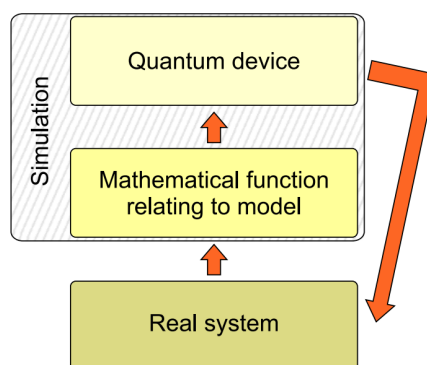 Simulation
Quantum device
Mathematical function
relating to model
Real system